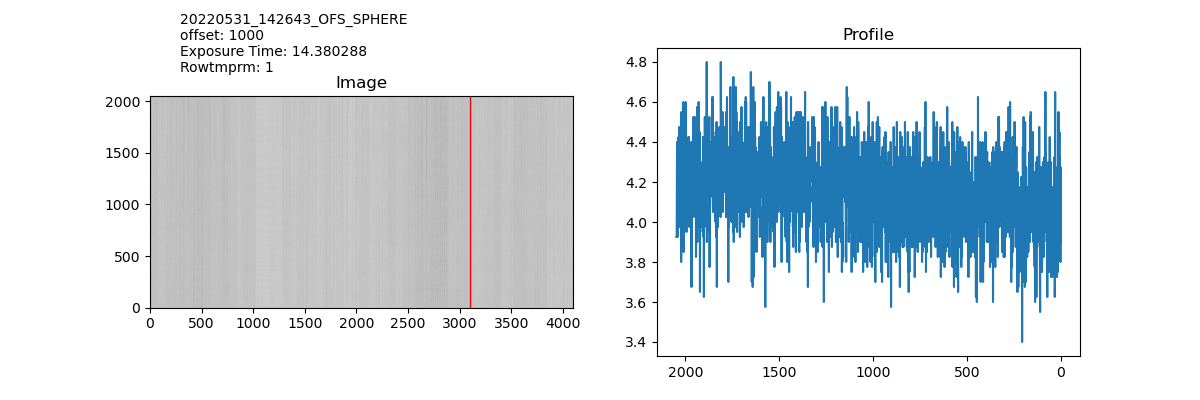 20220531_142643_OFS_SPHERE
offset: 1000
Exposure Time: 14.380288
Rowtmprm: 1
Image
2000
1500
1000
500
0
0 500 1000 1500 2000 2500 3000 3500 4000
Profile
4.8
4.6
4.4
4.2
4.0
3.8
3.6
3.4
2000 1500 1000 500 0